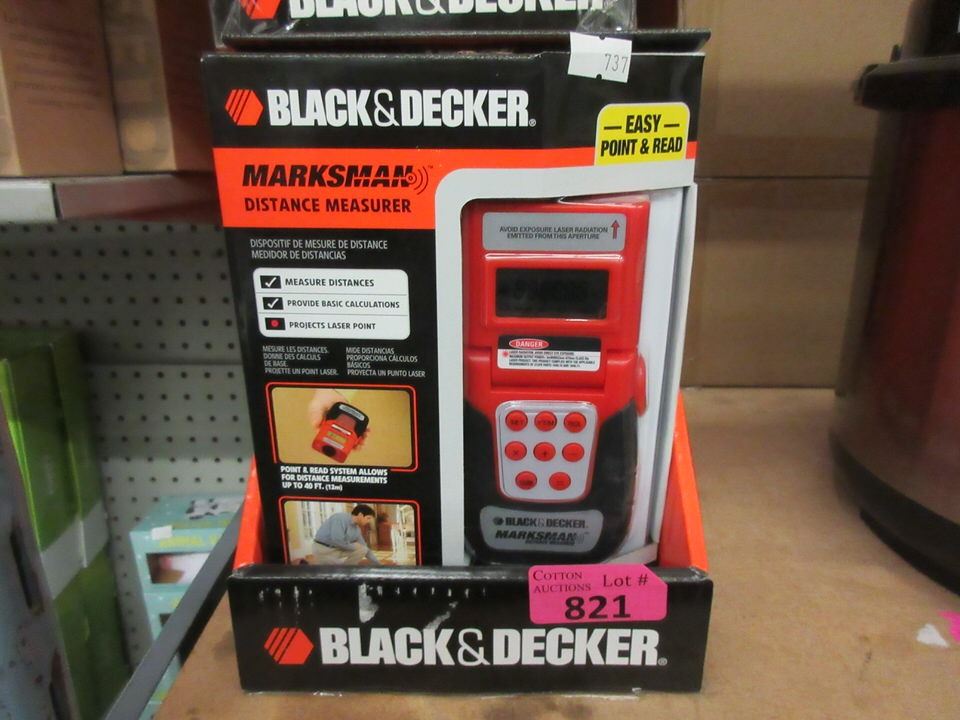 BLACK&DECKER
737
BLACK&DECKER®
EASY
POINT & READ
MARKSMAN™
DISTANCE MEASURER
DISPOSITIF DE MESURE DE DISTANCE
MEDIDOR DE DISTANCIAS
MEASURE DISTANCES
PROVIDE BASIC CALCULATIONS
PROJECTS LASER POINT
MESURE LES DISTANCES.
DONNE DES CALCULS
DE BASE.
PROJETTE UN POINT LASER.
MIDE DISTANCIAS
PROPORCIONA CÁLCULOS
BÁSICOS
PROYECTA UN PUNTO LASER
AVOID EXPOSURE LASER RADIATION
EMITTED FROM THIS APERTURE
DANGER
POINT & READ SYSTEM ALLOWS
FOR DISTANCE MEASUREMENTS
UP TO 40 FT. (12m)
BLACK&DECKER.
MARKSMAN
COTTON
AUCTIONS
Lot #
821
BLACK&DECKER®